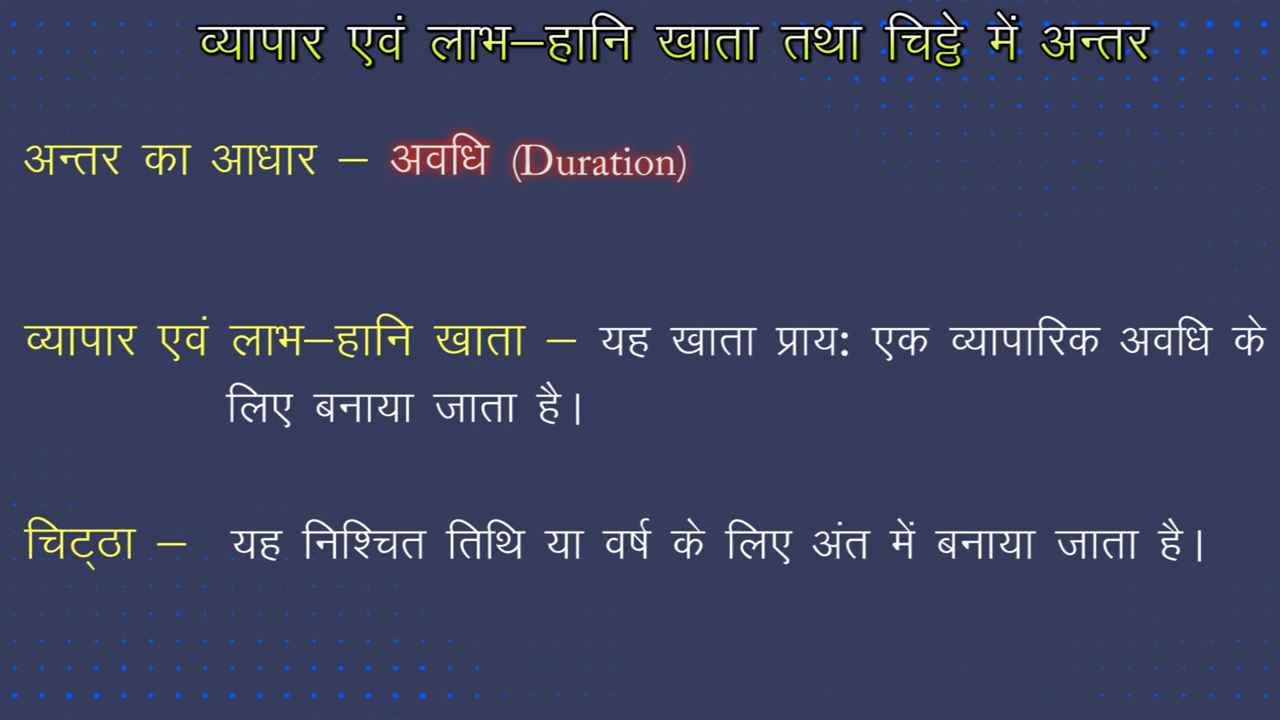 व्यापार एवं लाभ–हानि खाता तथा चिट्ठे में अन्तर
अन्तर का आधार – अवधि (Duration)
व्यापार एवं लाभ–हानि खाता – यह खाता प्राय: एक व्यापारिक अवधि के
लिए बनाया जाता है।
चिट्‌ठा – यह निश्चित तिथि या वर्ष के लिए अंत में बनाया जाता है।